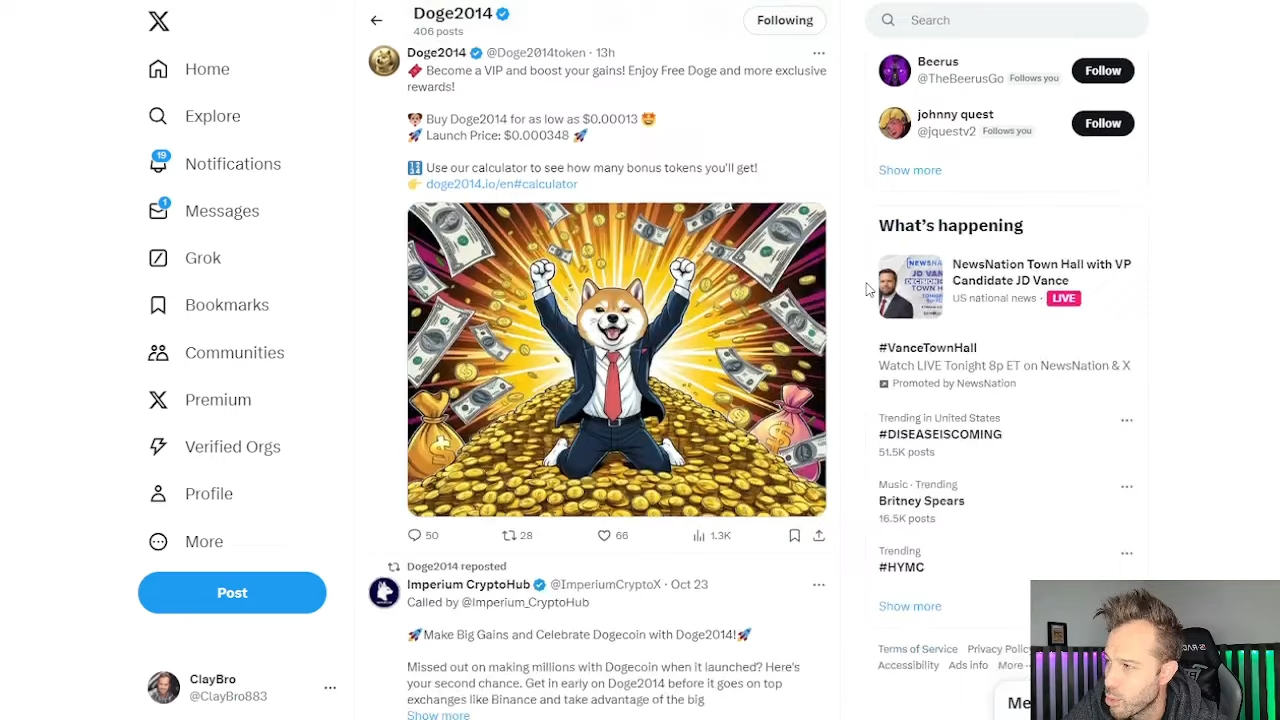 Home
Explore
19
Notifications
1
Messages
Grok
Bookmarks
Communities
Premium
Verified Orgs
Profile
More
Post
ClayBro
@ClayBro883
Doge2014
406 posts
Following
Doge2014 @Doge2014token · 13h
Become a VIP and boost your gains! Enjoy Free Doge and more exclusive
rewards!
Buy Doge2014 for as low as $0.00013
Launch Price: $0.000348
Use our calculator to see how many bonus tokens you'll get!
doge2014.io/en#calculator
50
28
66
1.3K
Doge2014 reposted
Imperium CryptoHub @ImperiumCryptoX · Oct 23
Called by @Imperium_CryptoHub
🚀Make Big Gains and Celebrate Dogecoin with Doge2014!🚀
Missed out on making millions with Dogecoin when it launched? Here's
your second chance. Get in early on Doge2014 before it goes on top
exchanges like Binance and take advantage of the big
Show more
Search
Beerus
@TheBeerusGo Follows you
Follow
johnny quest
@jquestv2 Follows you
Follow
Show more
What's happening
NewsNation Town Hall with VP
Candidate JD Vance
US national news · LIVE
#VanceTownHall
Watch LIVE Tonight 8p ET on NewsNation & X
Promoted by NewsNation
Trending in United States
#DISEASEISCOMING
51.5K posts
Music · Trending
Britney Spears
16.5K posts
Trending
#HYMC
Show more
Terms of Service Privacy
Accessibility Ads info More
Me